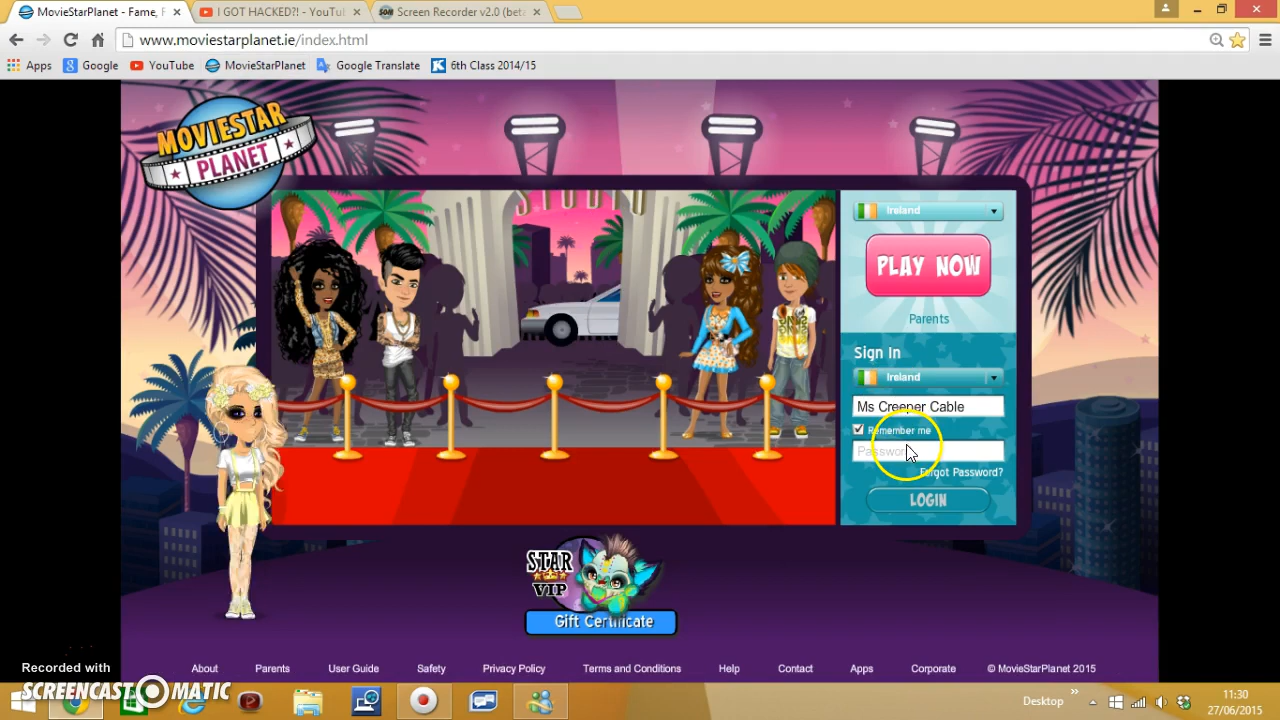 MovieStarPlanet - Fame, F
I GOT HACKED?! - YouTu
Screen Recorder v2.0 (beta
www.moviestarplanet.ie/index.html
Apps
Google
YouTube
MovieStarPlanet
Google Translate
6th Class 2014/15
MOVIESTAR
PLANET
STUDIO
Ireland
PLAY NOW
Parents
Sign In
Ireland
Ms Creeper Cable
Remember me
Password
Forgot Password?
LOGIN
STAR
VIP
Gift Certificate
About
Parents
User Guide
Safety
Privacy Policy
Terms and Conditions
Help
Contact
Apps
Corporate
© MovieStarPlanet 2015
Recorded with
SCREENCAST O MATIC
Desktop
11:30
27/06/2015